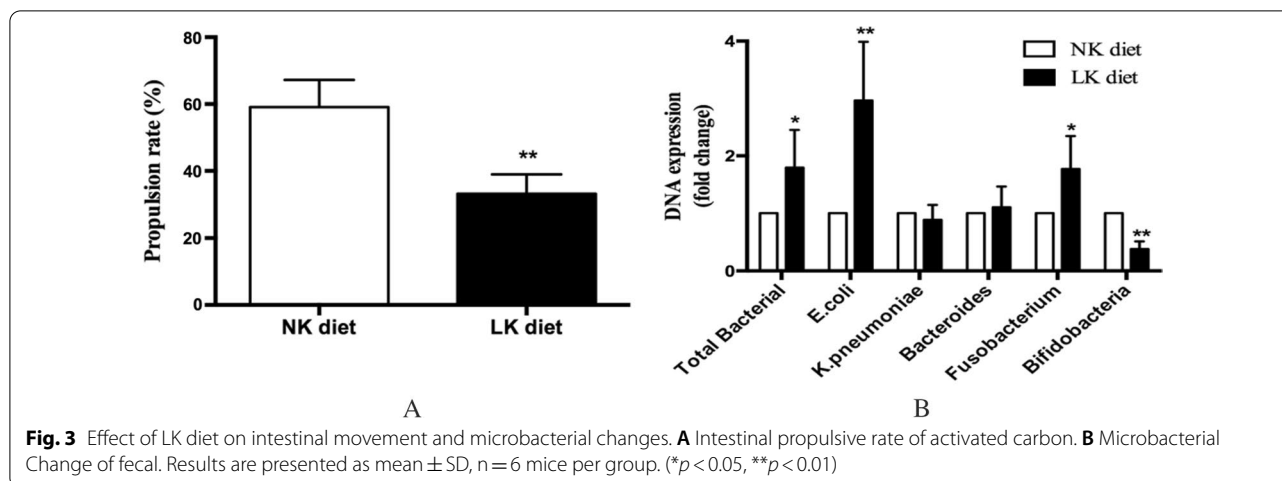 Propulsion rate (%)
80
60
40
20
0
**
NK diet
LK diet
A
DNA expression
(fold change)
4
2
0
NK diet
LK diet
*
**
*
**
Total Bacterial
E.coli
K.pneumoniae
Bacteroides
Fusobacterium
Bifidobacteria
B
Fig. 3 Effect of LK diet on intestinal movement and microbacterial changes. A Intestinal propulsive rate of activated carbon. B Microbacterial
Change of fecal. Results are presented as mean ± SD, n = 6 mice per group. (*p < 0.05, **p < 0.01)